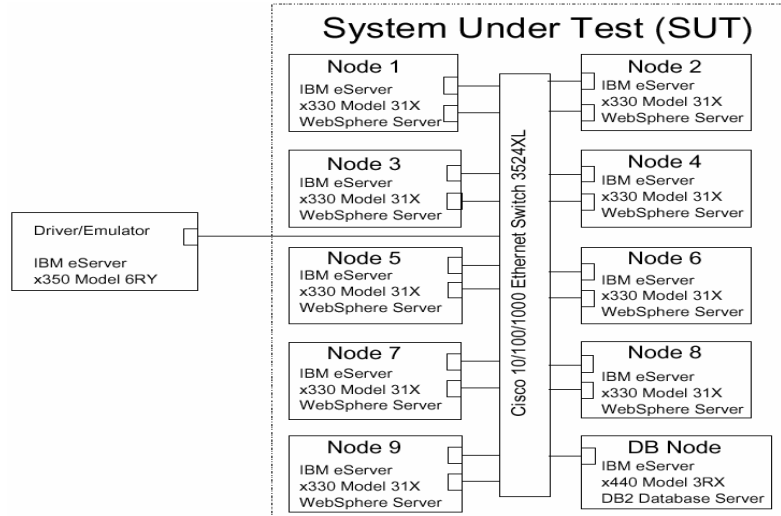 System Under Test (SUT)
Node 1
IBM eServer
x330 Model 31X
WebSphere Server
Node 2
IBM eServer
x330 Model 31X
WebSphere Server
Node 3
IBM eServer
x330 Model 31X
WebSphere Server
Node 4
IBM eServer
x330 Model 31X
WebSphere Server
Driver/Emulator
IBM eServer
x350 Model 6RY
Cisco 10/100/1000 Ethernet Switch 3524XL
Node 5
IBM eServer
x330 Model 31X
WebSphere Server
Node 6
IBM eServer
x330 Model 31X
WebSphere Server
Node 7
IBM eServer
x330 Model 31X
WebSphere Server
Node 8
IBM eServer
x330 Model 31X
WebSphere Server
Node 9
IBM eServer
x330 Model 31X
WebSphere Server
DB Node
IBM eServer
x440 Model 3RX
DB2 Database Server